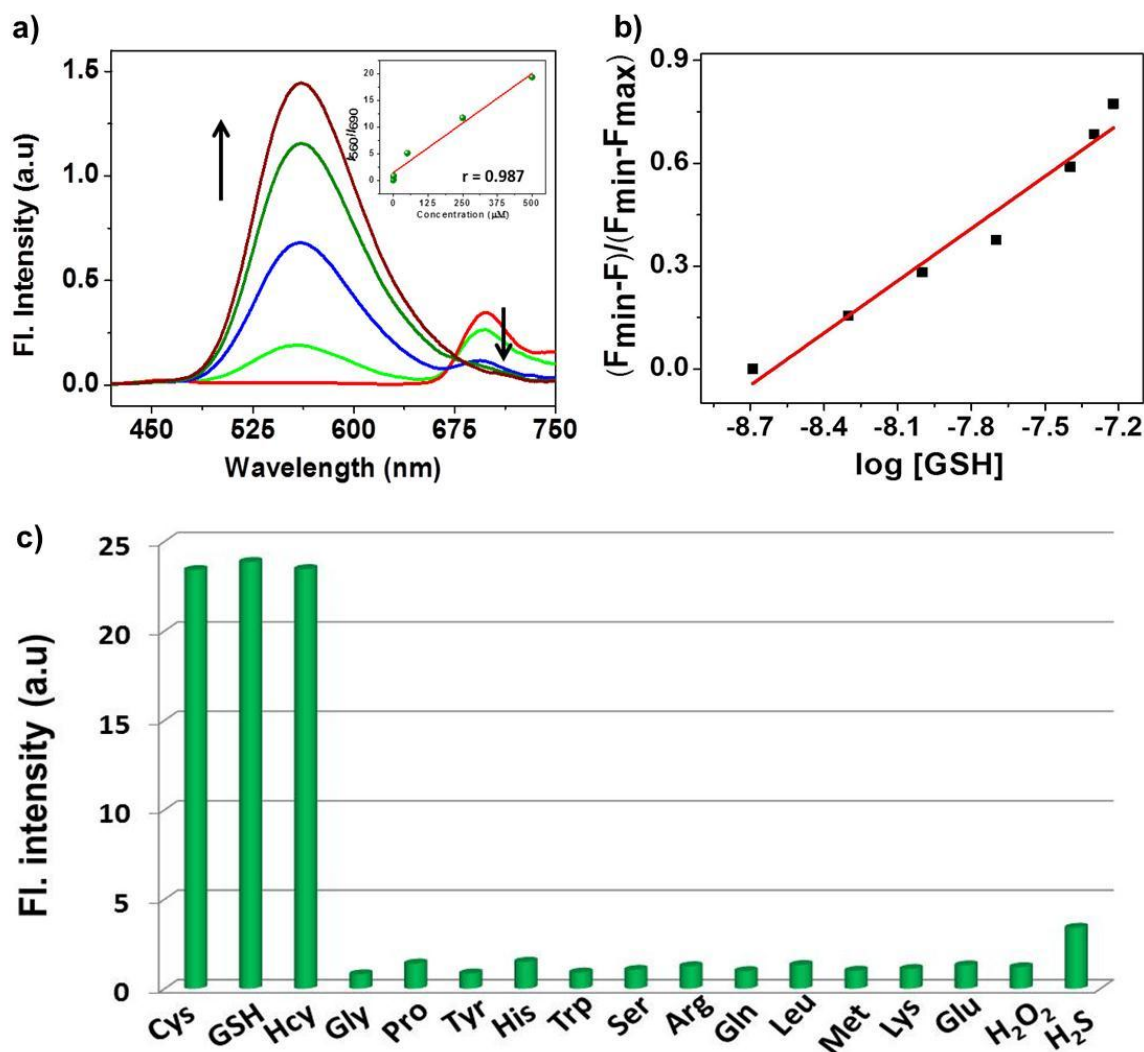 a)
Fl. Intensity (a.u)
1.5
1.0
0.5
0.0
450
525
600
675
750
Wavelength (nm)
I560/I690
20
15
10
5
0
0
125
250
375
500
Concentration (μM)
r = 0.987
b)
(Fmin-F)/(Fmin-Fmax)
0.9
0.6
0.3
0.0
-8.7
-8.4
-8.1
-7.8
-7.5
-7.2
log [GSH]
c)
Fl. intensity (a.u)
25
20
15
10
5
0
Cys
GSH
Hcy
Gly
Pro
Tyr
His
Trp
Ser
Arg
Gln
Leu
Met
Lys
Glu
H₂O₂
H₂S